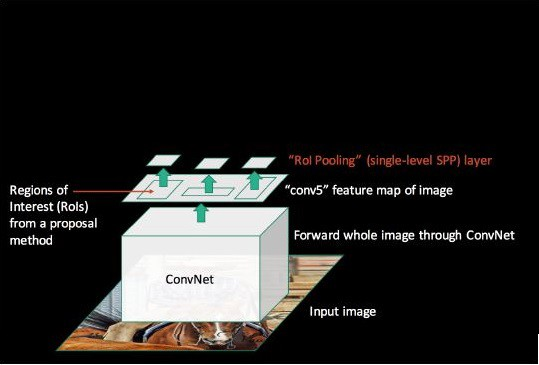 “RoI Pooling” (single-level SPP) layer
Regions of
Interest (RoIs)
from a proposal
method
“conv5” feature map of image
Forward whole image through ConvNet
ConvNet
Input image